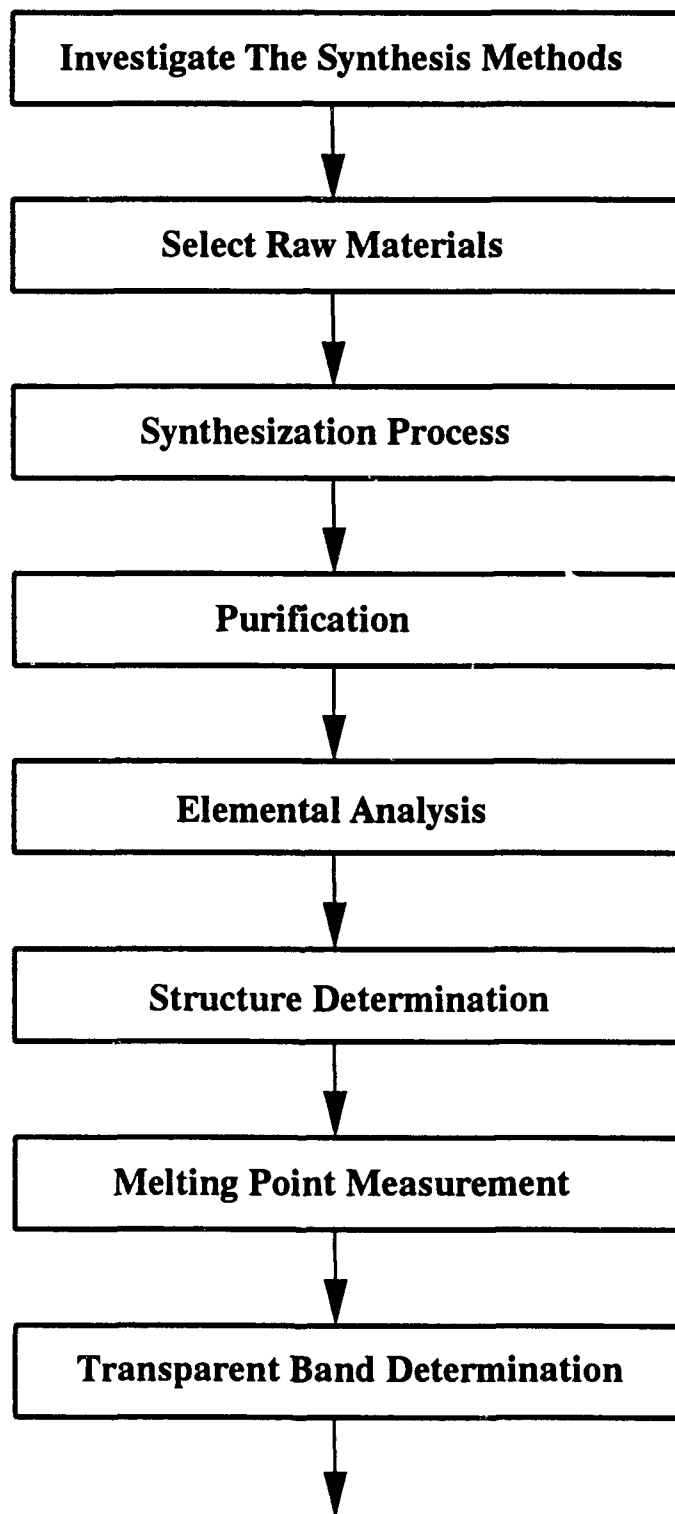 Investigate The Synthesis Methods
Select Raw Materials
Synthesization Process
Purification
Elemental Analysis
Structure Determination
Melting Point Measurement
Transparent Band Determination